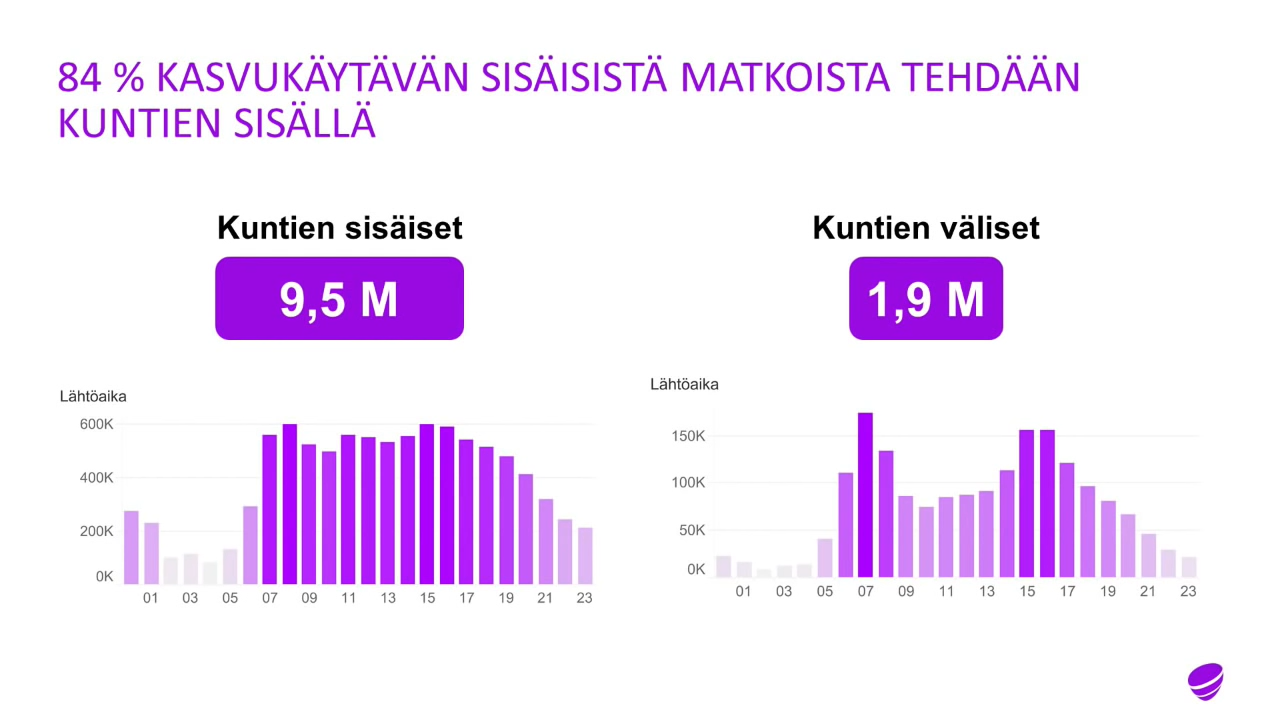 84 % KASVUKÄYTÄVÄN SISÄISISTÄ MATKOISTA TEHDÄÄN
KUNTIEN SISÄLLÄ
Kuntien sisäiset
9,5 M
Lähtöaika
600K
400K
200K
0K
01 03 05 07 09 11 13 15 17 19 21 23
Kuntien väliset
1,9 M
Lähtöaika
150K
100K
50K
0K
01 03 05 07 09 11 13 15 17 19 21 23